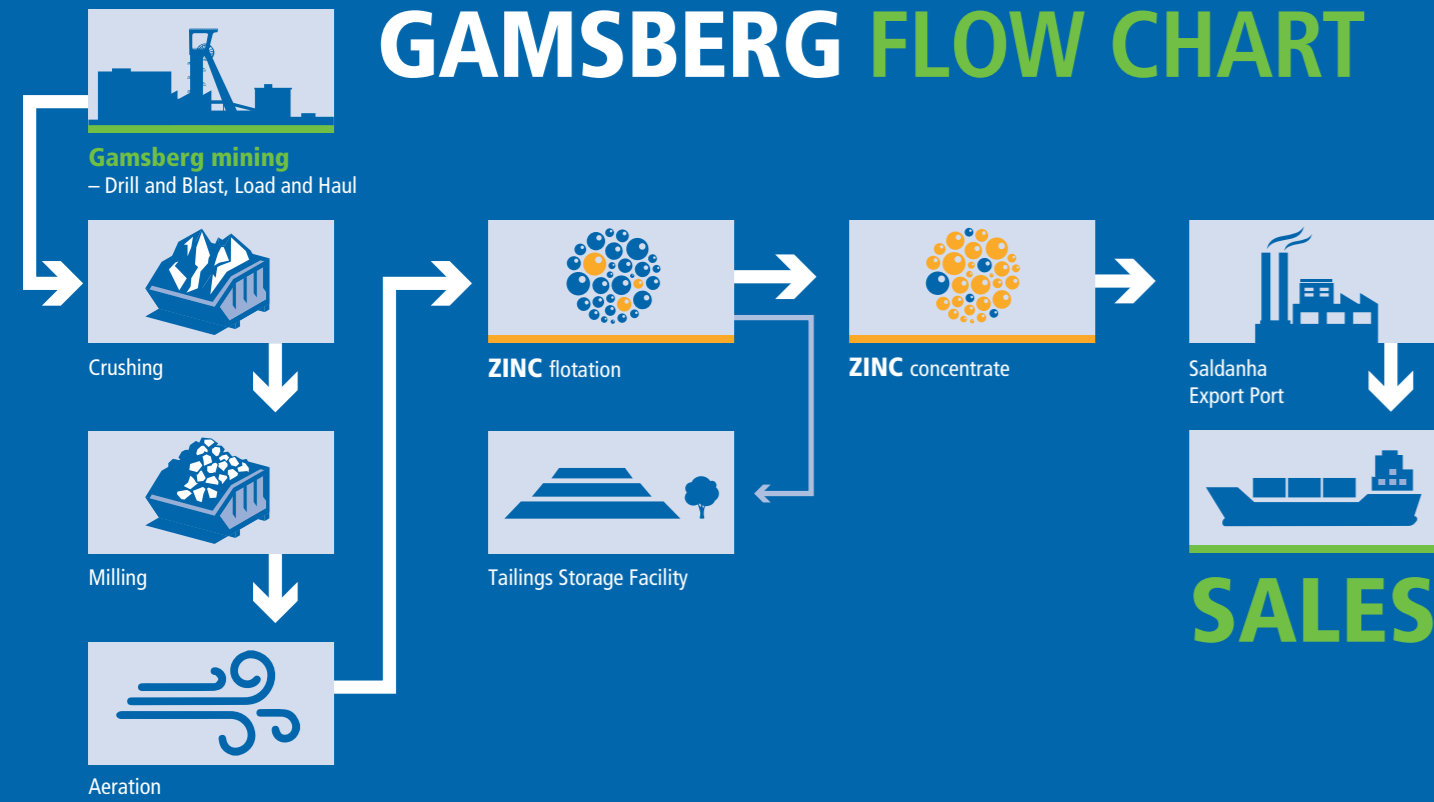 GAMSBERG FLOW CHART
Gamsberg mining
– Drill and Blast, Load and Haul
Crushing
Milling
Aeration
ZINC flotation
Tailings Storage Facility
ZINC concentrate
Saldanha
Export Port
SALES